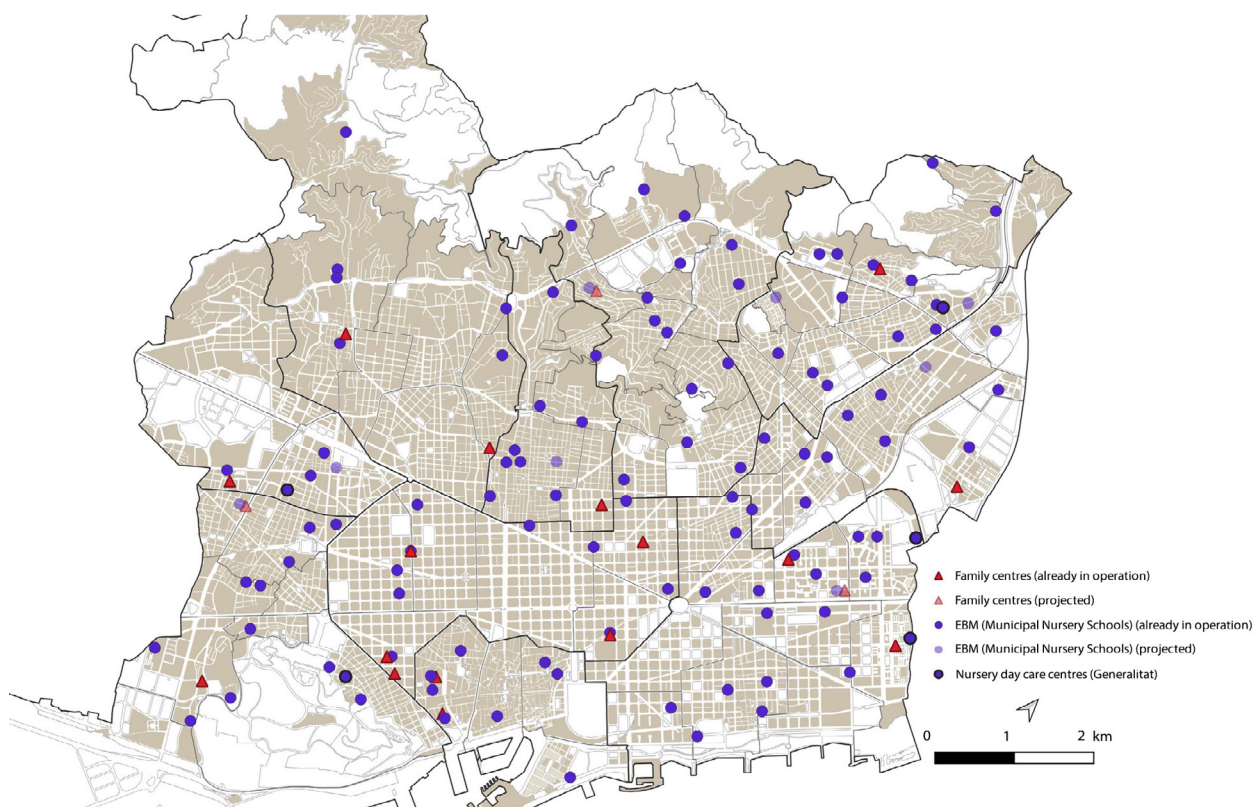 Family centres (already in operation)
Family centres (projected)
EBM (Municipal Nursery Schools) (already in operation)
EBM (Municipal Nursery Schools) (projected)
Nursery day care centres (Generalitat)
0 1 2 km